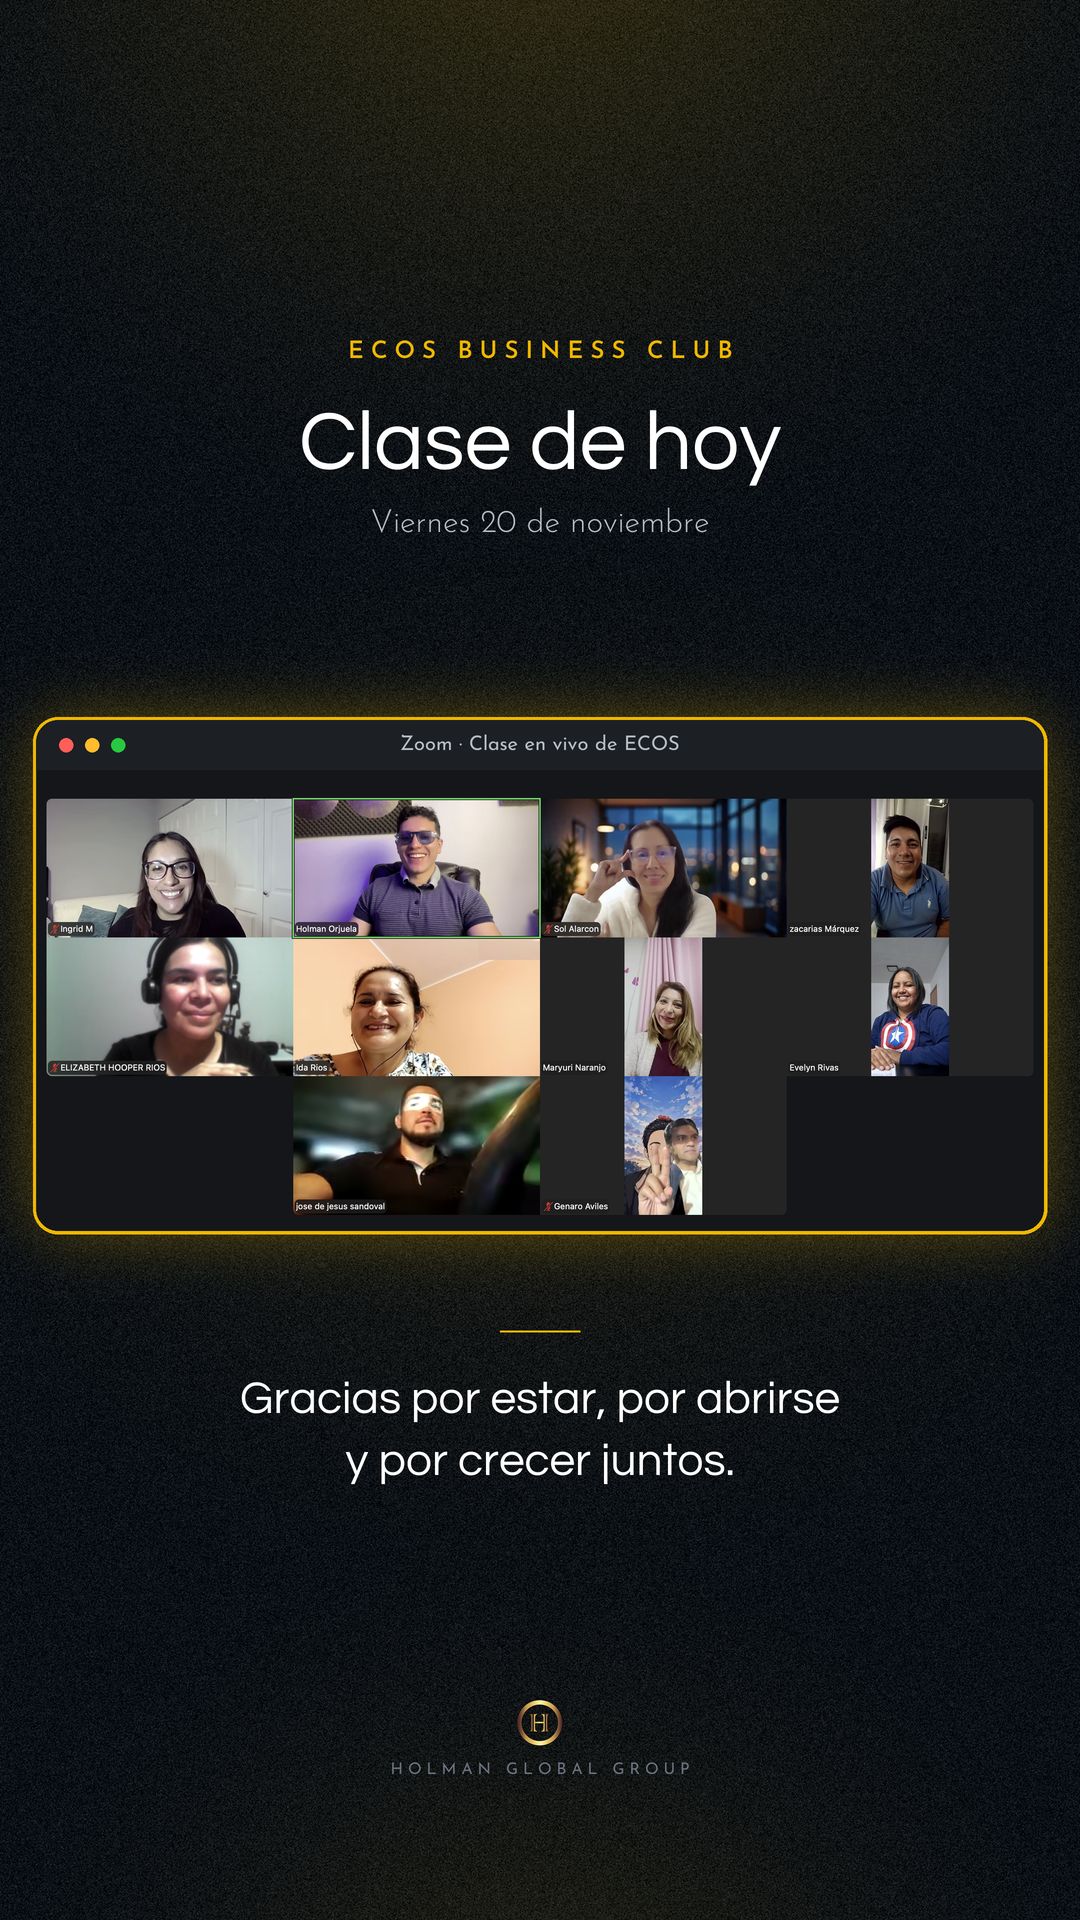 ECOS BUSINESS CLUB
Clase de hoy
Viernes 20 de noviembre
Zoom · Clase en vivo de ECOS
Ingrid M
Holman Orjuela
Sol Alarcon
zacarias Márquez
ELIZABETH HOOPER RIOS
Ida Rios
Maryuri Naranjo
Evelyn Rivas
jose de jesus sandoval
Genaro Aviles
Gracias por estar, por abrirse
y por crecer juntos.
H
HOLMAN GLOBAL GROUP